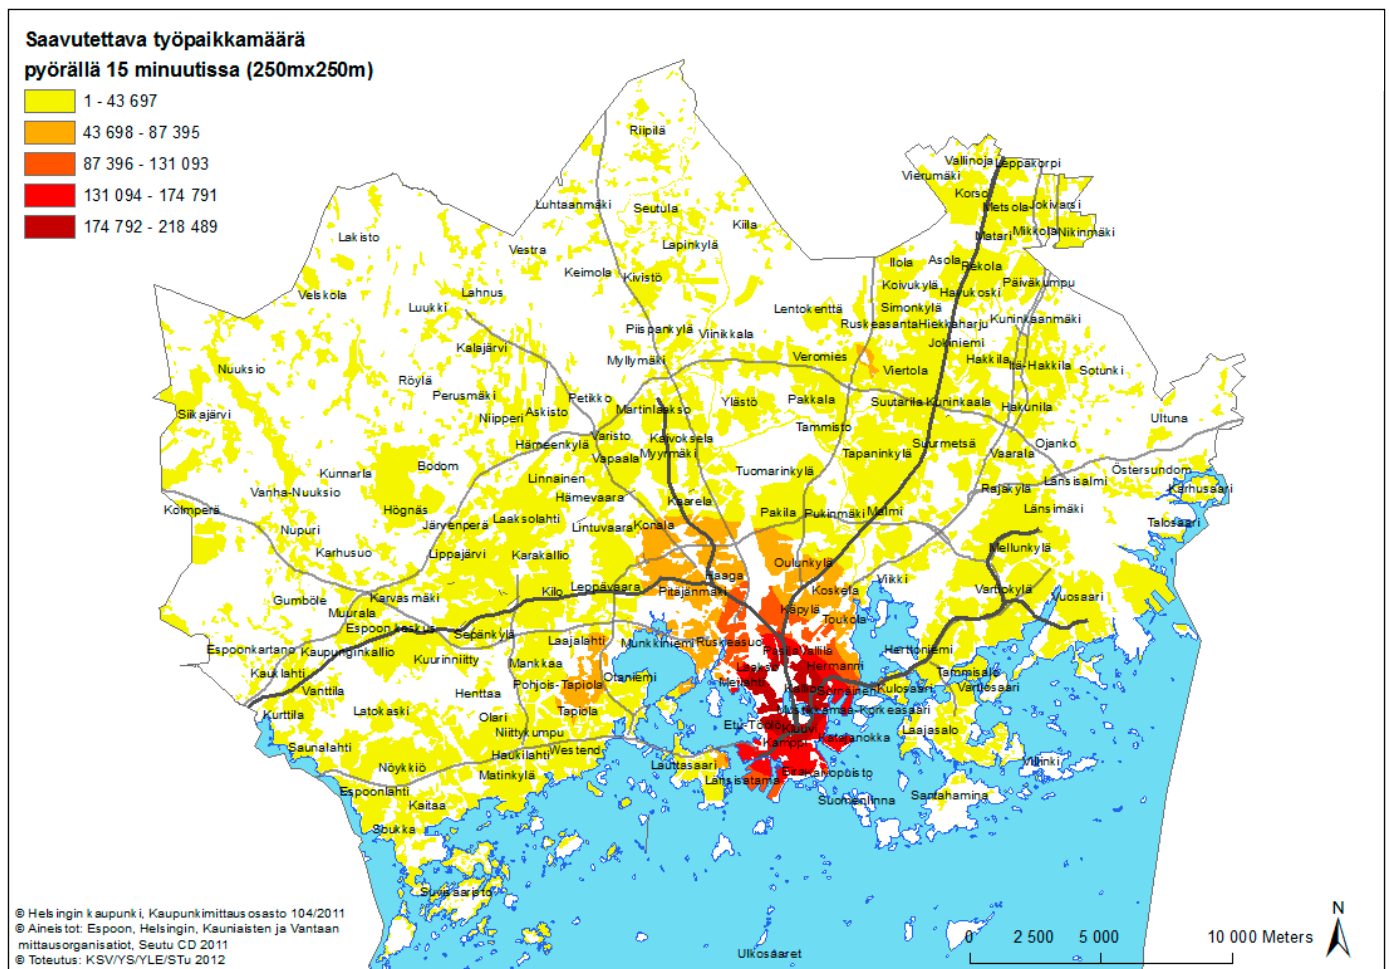 Saavutettava työpaikkamäärä
pyörällä 15 minuutissa (250mx250m)
1 - 43 697
43 698 - 87 395
87 396 - 131 093
131 094 - 174 791
174 792 - 218 489
Riipilä
Vallinoja
Leppäkorpi
Vierumäki
Korso
Luhtaanmäki
Seutula
Metsola
Jokivarsi
Kiila
Lakisto
Matari
Mikkola
Nikinmäki
Vestra
Lapinkylä
Ilola
Asola
Rekola
Keimola
Kivistö
Koivukylä
Havukoski
Päiväkumpu
Velskola
Lahnus
Luukki
Lentokenttä
Simonkylä
Ruskeasanta
Hiekkaharju
Kuninkaanmäki
Piispankylä
Viinikkala
Jokiniemi
Kalajärvi
Myllymäki
Veromies
Hakkila
Itä-Hakkila
Sotunki
Nuuksio
Viertola
Röylä
Perusmäki
Petikko
Ylästö
Pakkala
Suutarila
Kuninkaala
Hakunila
Siikajärvi
Niipperi
Askisto
Martinlaakso
Ultuna
Tammisto
Hämeenkylä
Varisto
Kaivoksela
Suurmetsä
Ojanko
Vapaala
Myyrmäki
Tapaninkylä
Vaarala
Bodom
Kunnarla
Linnainen
Tuomarinkylä
Östersundom
Vanha-Nuuksio
Hämevaara
Kaarela
Rajakylä
Länsisalmi
Karhusaari
Kolmperä
Högnäs
Laaksolahti
Pakila
Pukinmäki
Malmi
Länsimäki
Talosaari
Nupuri
Järvenperä
Lintuvaara
Konala
Karhusuo
Lippajärvi
Karakallio
Mellunkylä
Haaga
Oulunkylä
Viikki
Gumböle
Karvasmäki
Kilo
Leppävaara
Pitäjänmäki
Koskela
Vartiokylä
Vuosaari
Muurala
Käpylä
Toukola
Espoon keskus
Sepänkylä
Laajalahti
Munkkiniemi
Ruskeasuo
Espoonkartano
Kaupunginkallio
Kuurinniitty
Mankkaa
Pasila
Vallila
Herttoniemi
Kauklahti
Laakso
Hermanni
Tammisalo
Vanttila
Henttaa
Pohjois-Tapiola
Otaniemi
Meilahti
Kallio
Sörnäinen
Kulosaari
Vartiosaari
Kurttila
Latokaski
Olari
Tapiola
Mustikkamaa-Korkeasaari
Niittykumpu
Etu-Töölö
Kluuvi
Laajasalo
Saunalahti
Haukilahti
Westend
Kamppi
Katajanokka
Nöykkiö
Matinkylä
Lauttasaari
Länsisatama
Eira
Kaivopuisto
Villinki
Espoonlahti
Kaitaa
Suomenlinna
Santahamina
Soukka
Suvisaaristo
Ulkosaaret
© Helsingin kaupunki, Kaupunkimittausosasto 104/2011
© Aineistot: Espoon, Helsingin, Kauniaisten ja Vantaan
mittausorganisatiot, Seutu CD 2011
© Toteutus: KSV/YS/YLE/STu 2012
N
0 2 500 5 000 10 000 Meters